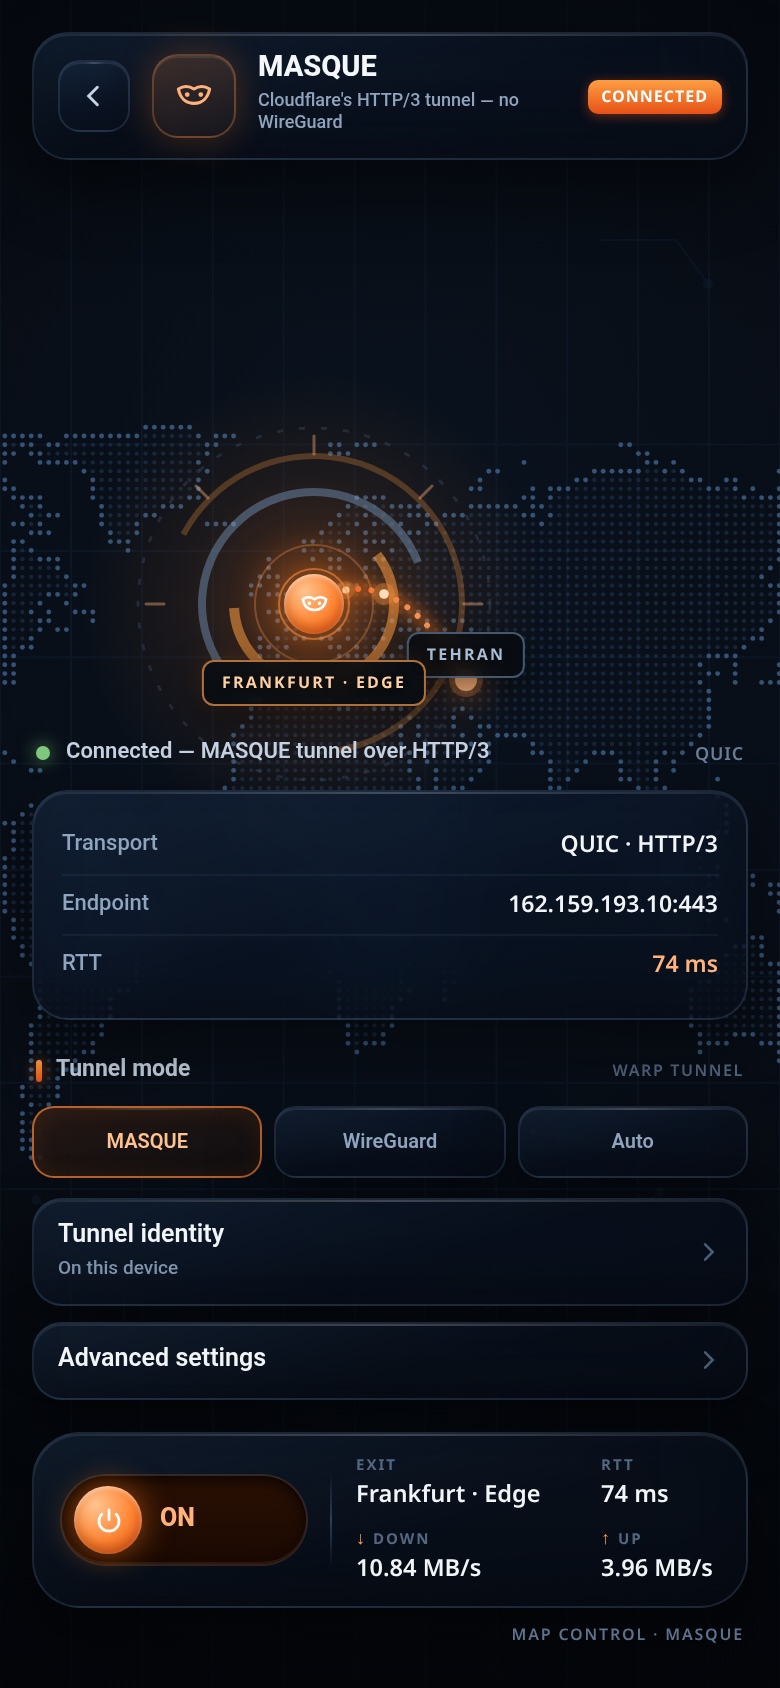 MASQUE
Cloudflare's HTTP/3 tunnel — no
WireGuard
CONNECTED
TEHRAN
FRANKFURT · EDGE
Connected — MASQUE tunnel over HTTP/3
QUIC
Transport
QUIC · HTTP/3
Endpoint
162.159.193.10:443
RTT
74 ms
Tunnel mode
WARP TUNNEL
MASQUE
WireGuard
Auto
Tunnel identity
On this device
Advanced settings
ON
EXIT
Frankfurt · Edge
RTT
74 ms
↓ DOWN
10.84 MB/s
↑ UP
3.96 MB/s
MAP CONTROL · MASQUE